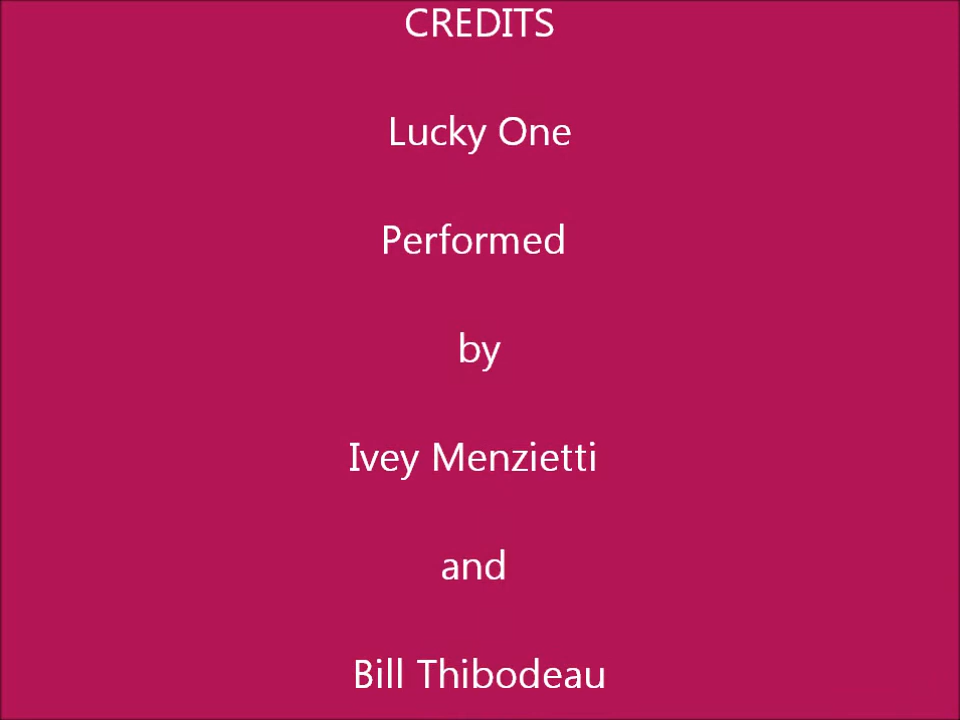 CREDITS
Lucky One
Performed
by
Ivey Menzietti
and
Bill Thibodeau